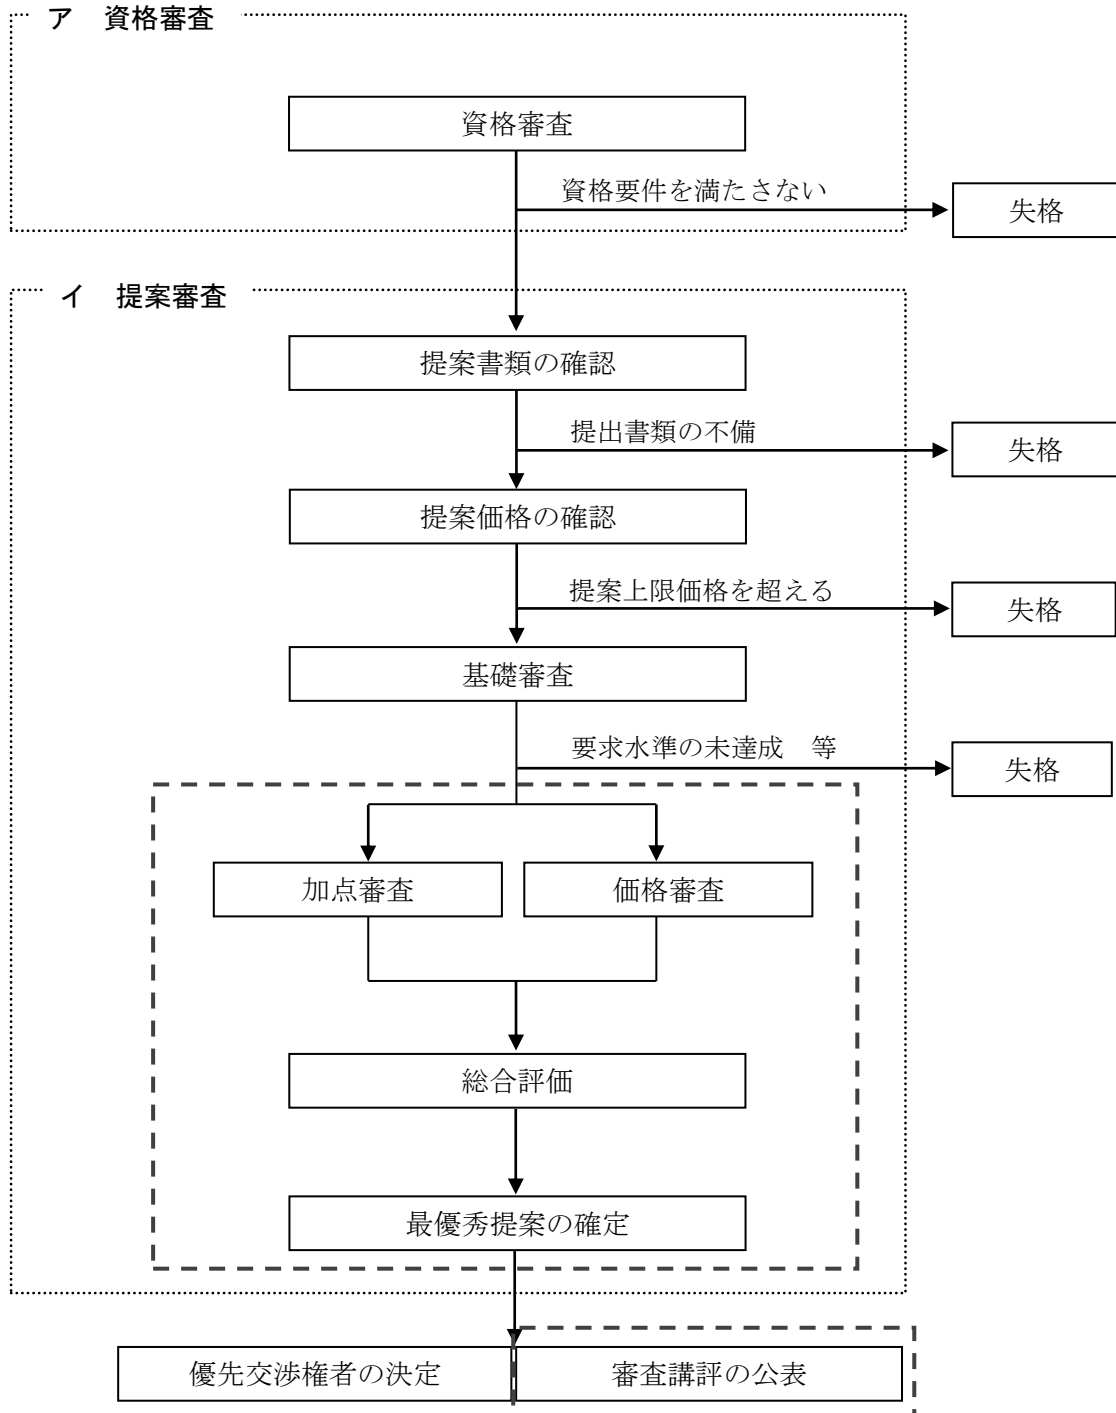 ア 資格審査
資格審査
資格要件を満たさない
失格
イ 提案審査
提案書類の確認
提出書類の不備
失格
提案価格の確認
提案上限価格を超える
失格
基礎審査
要求水準の未達成 等
失格
加点審査
価格審査
総合評価
最優秀提案の確定
優先交渉権者の決定
審査講評の公表